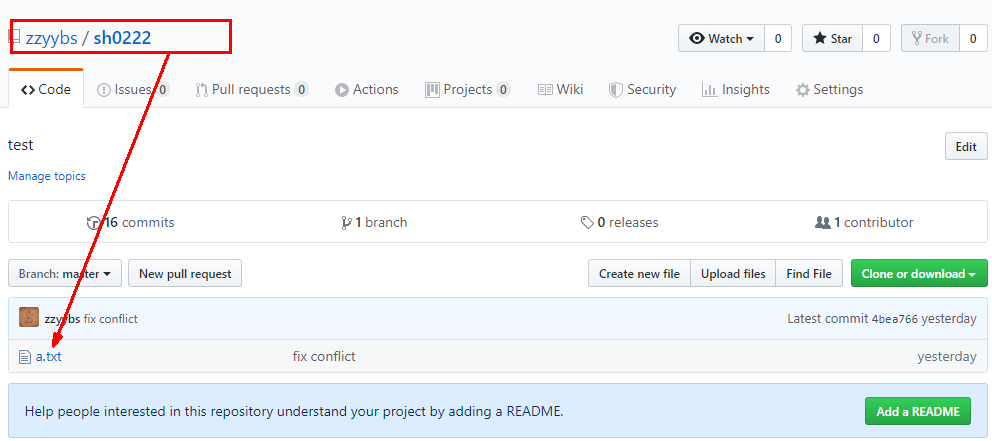 zzyybs / sh0222
Watch 0 Star 0 Fork 0
Code Issues 0 Pull requests 0 Actions Projects 0 Wiki Security Insights Settings
test
Edit
Manage topics
16 commits 1 branch 0 releases 1 contributor
Branch: master New pull request Create new file Upload files Find File Clone or download
zzyybs fix conflict Latest commit 4bea766 yesterday
a.txt fix conflict yesterday
Help people interested in this repository understand your project by adding a README. Add a README